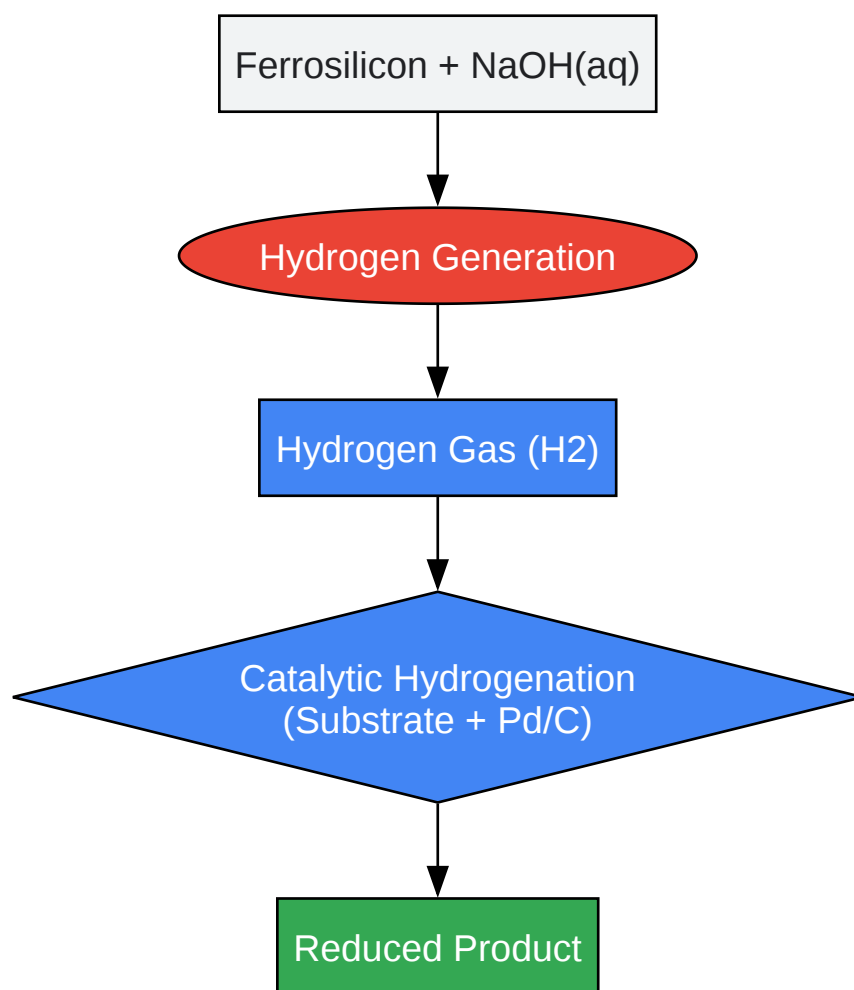 Ferrosilicon + NaOH(aq)
Hydrogen Generation
Hydrogen Gas (H2)
Catalytic Hydrogenation
(Substrate + Pd/C)
Reduced Product